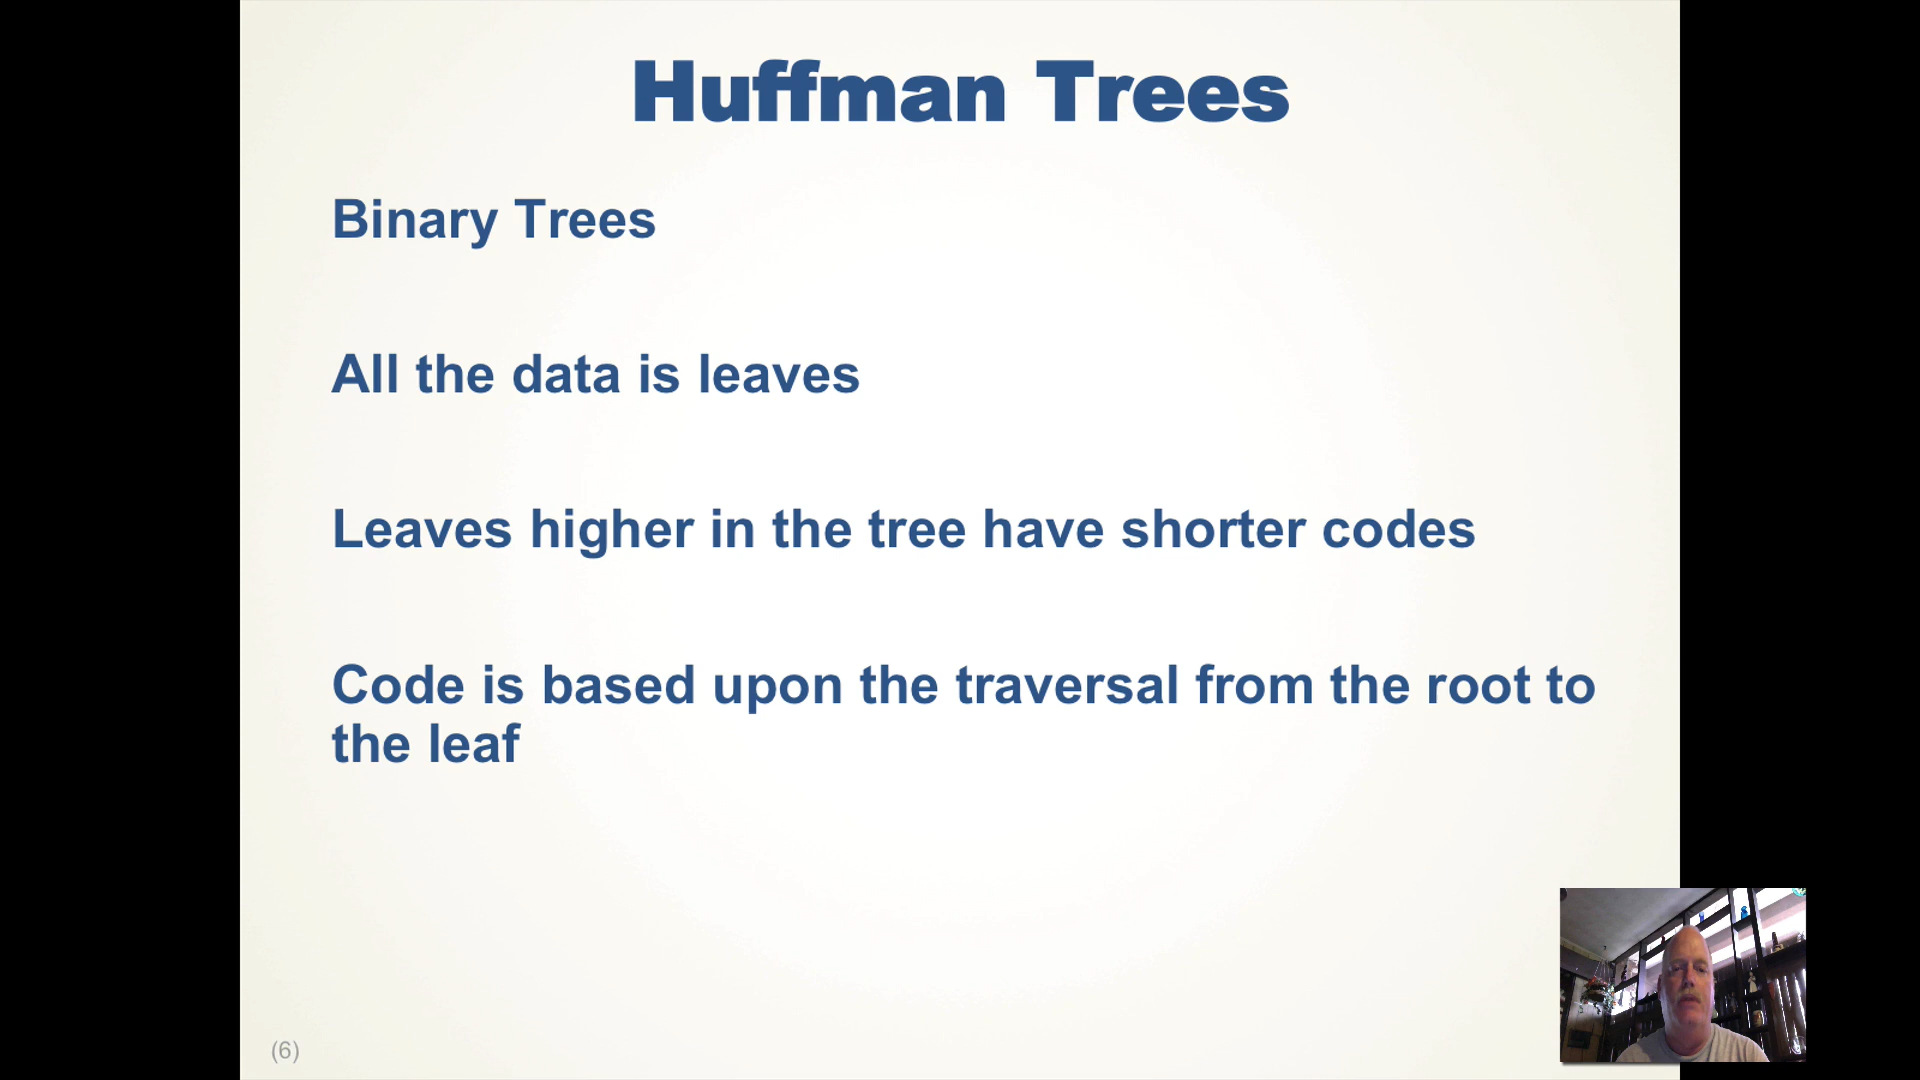 Huffman Trees
Binary Trees
All the data is leaves
Leaves higher in the tree have shorter codes
Code is based upon the traversal from the root to
the leaf
(6)